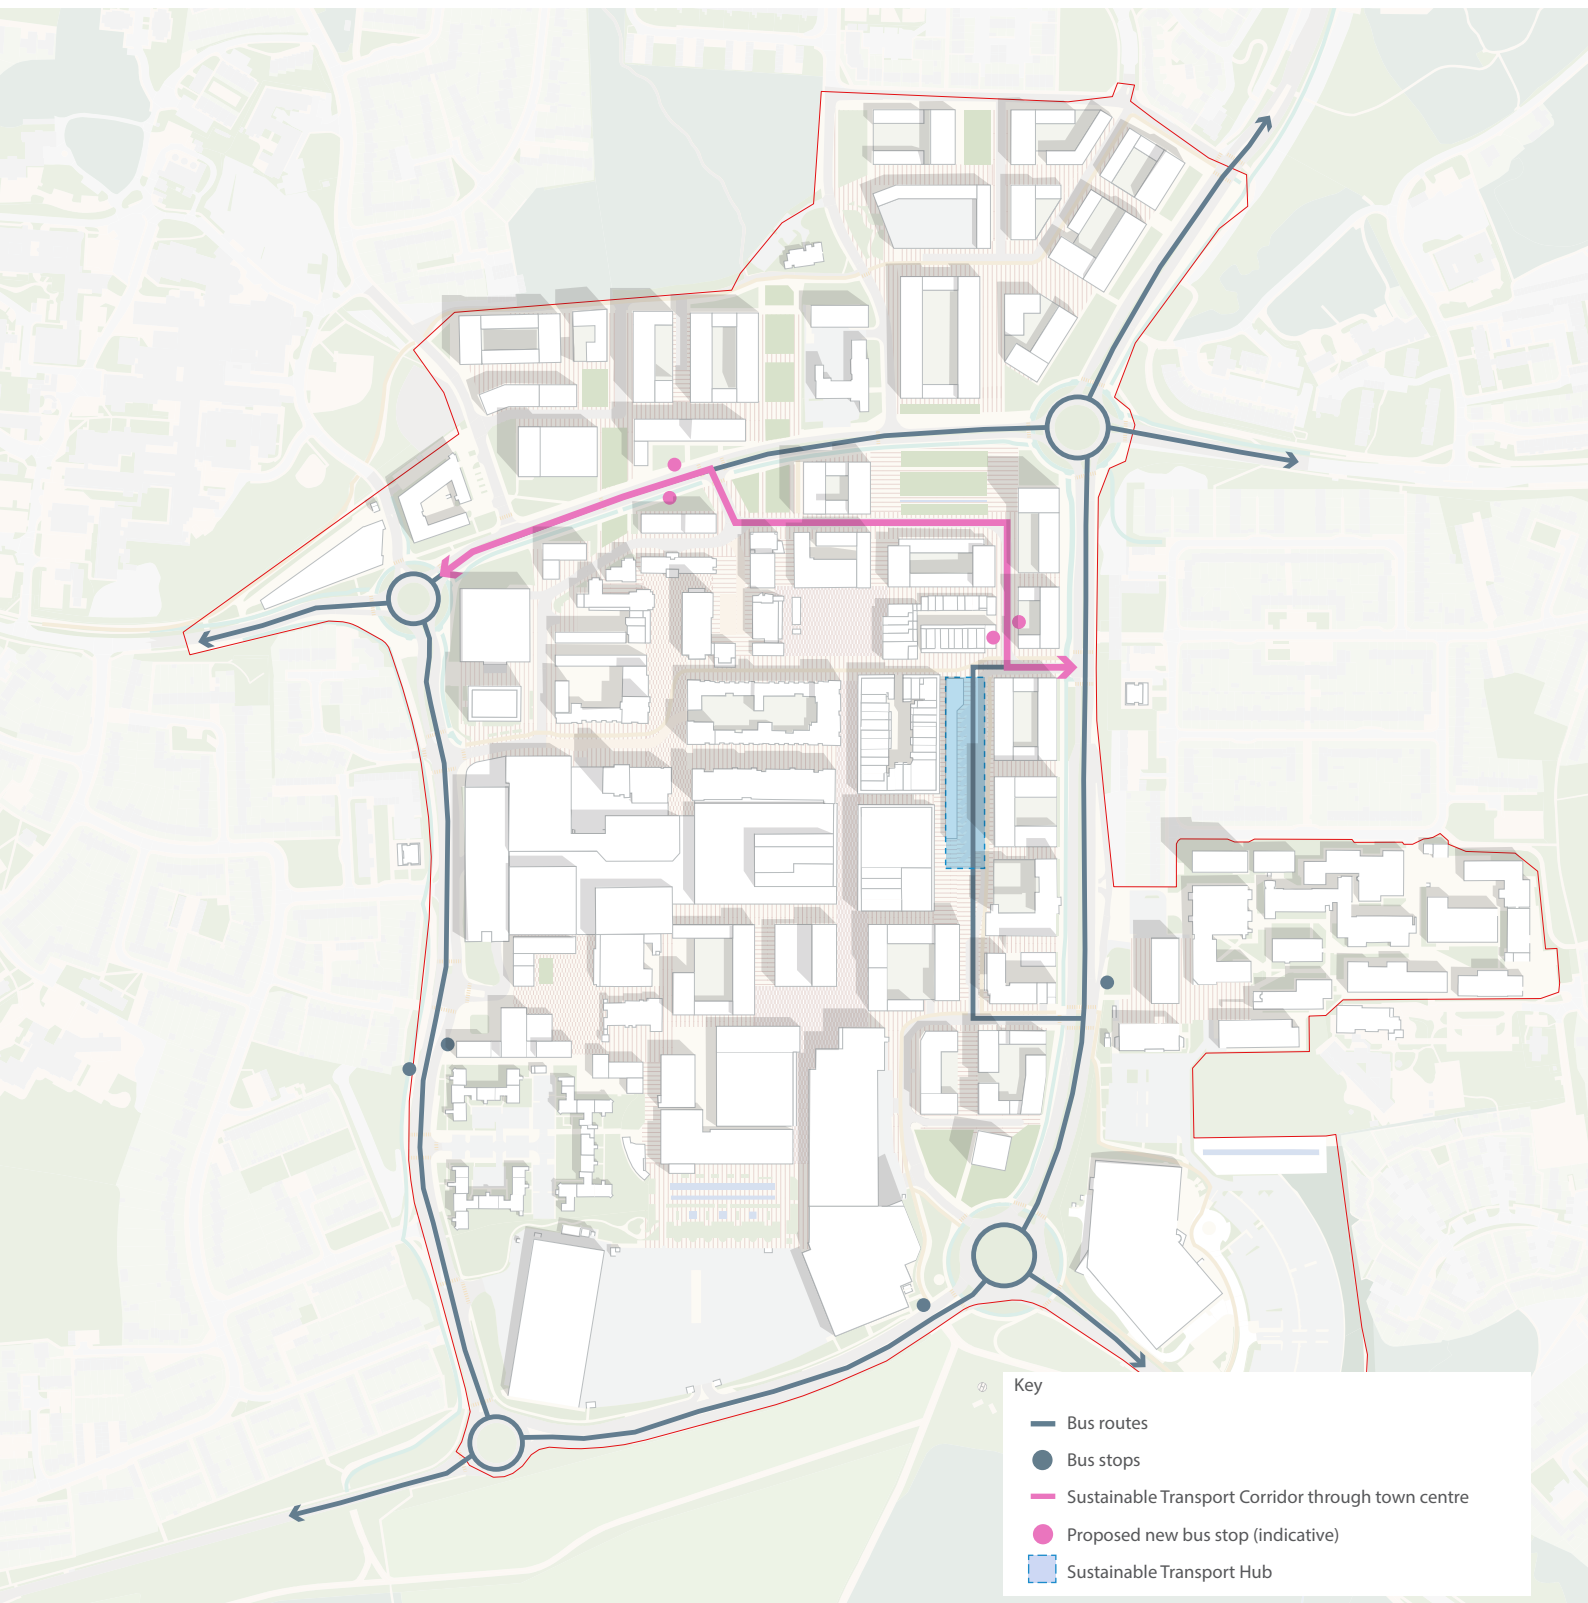 Key
Bus routes
Bus stops
Sustainable Transport Corridor through town centre
Proposed new bus stop (indicative)
Sustainable Transport Hub